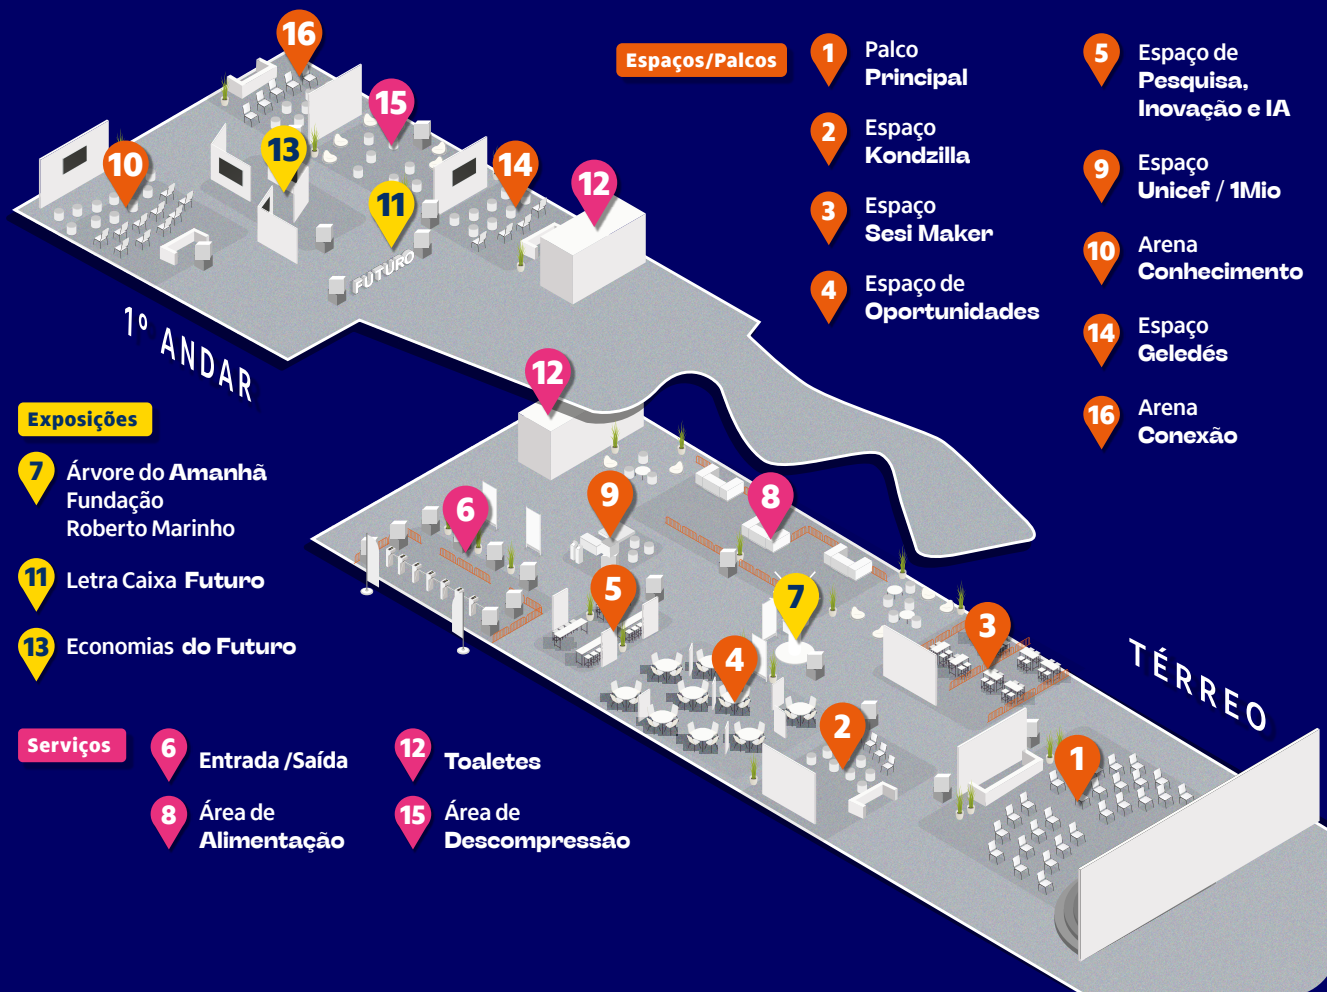 16
15
13
10
14
12
11
FUTURO
1º ANDAR
Espaços/Palcos
1
Palco
Principal
2
Espaço
Kondzilla
3
Espaço
Sesi Maker
4
Espaço de
Oportunidades
5
Espaço de
Pesquisa,
Inovação e IA
9
Espaço
Unicef / 1Mio
10
Arena
Conhecimento
14
Espaço
Geledés
16
Arena
Conexão
12
6
9
8
5
7
4
3
2
1
TÉRREO
Exposições
7
Árvore do Amanhã
Fundação
Roberto Marinho
11
Letra Caixa Futuro
13
Economias do Futuro
Serviços
6
Entrada /Saída
8
Área de
Alimentação
12
Toaletes
15
Área de
Descompressão